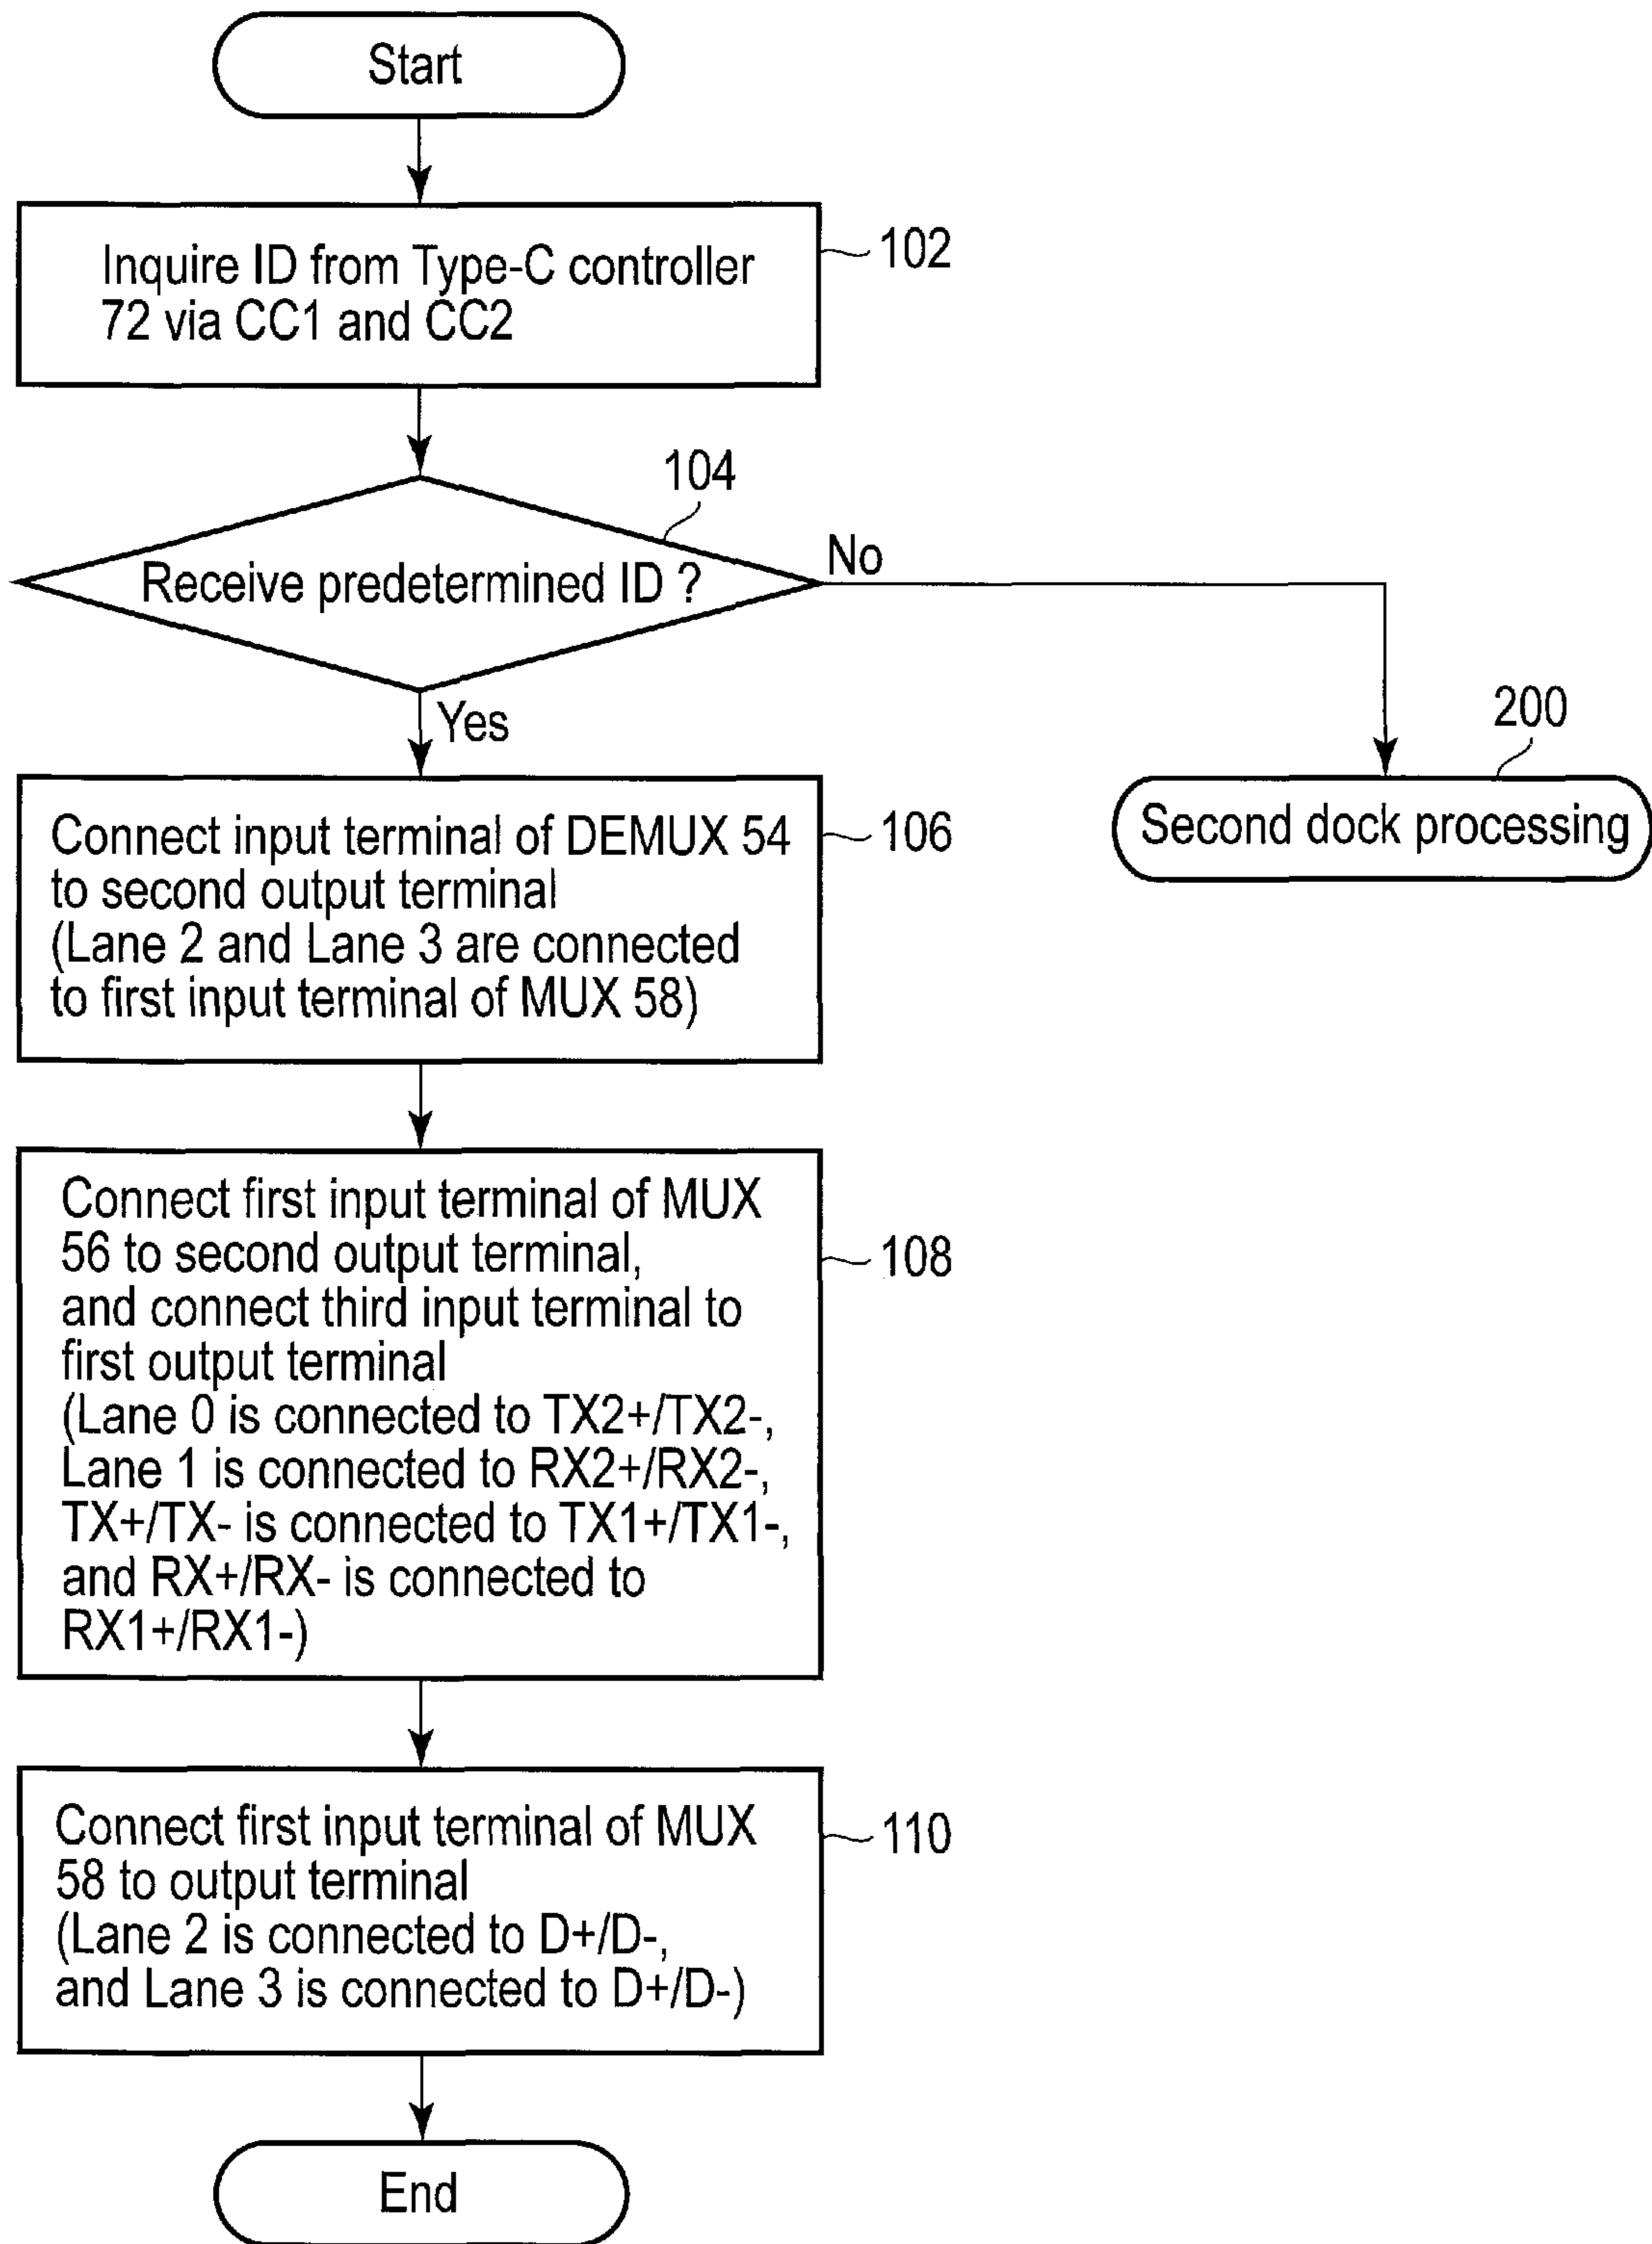 Start
Inquire ID from Type-C controller
72 via CC1 and CC2
102
104
Receive predetermined ID ?
No
Yes
200
Second dock processing
Connect input terminal of DEMUX 54
to second output terminal
(Lane 2 and Lane 3 are connected
to first input terminal of MUX 58)
106
Connect first input terminal of MUX
56 to second output terminal,
and connect third input terminal to
first output terminal
(Lane 0 is connected to TX2+/TX2-,
Lane 1 is connected to RX2+/RX2-,
TX+/TX- is connected to TX1+/TX1-,
and RX+/RX- is connected to
RX1+/RX1-)
108
Connect first input terminal of MUX
58 to output terminal
(Lane 2 is connected to D+/D-,
and Lane 3 is connected to D+/D-)
110
End